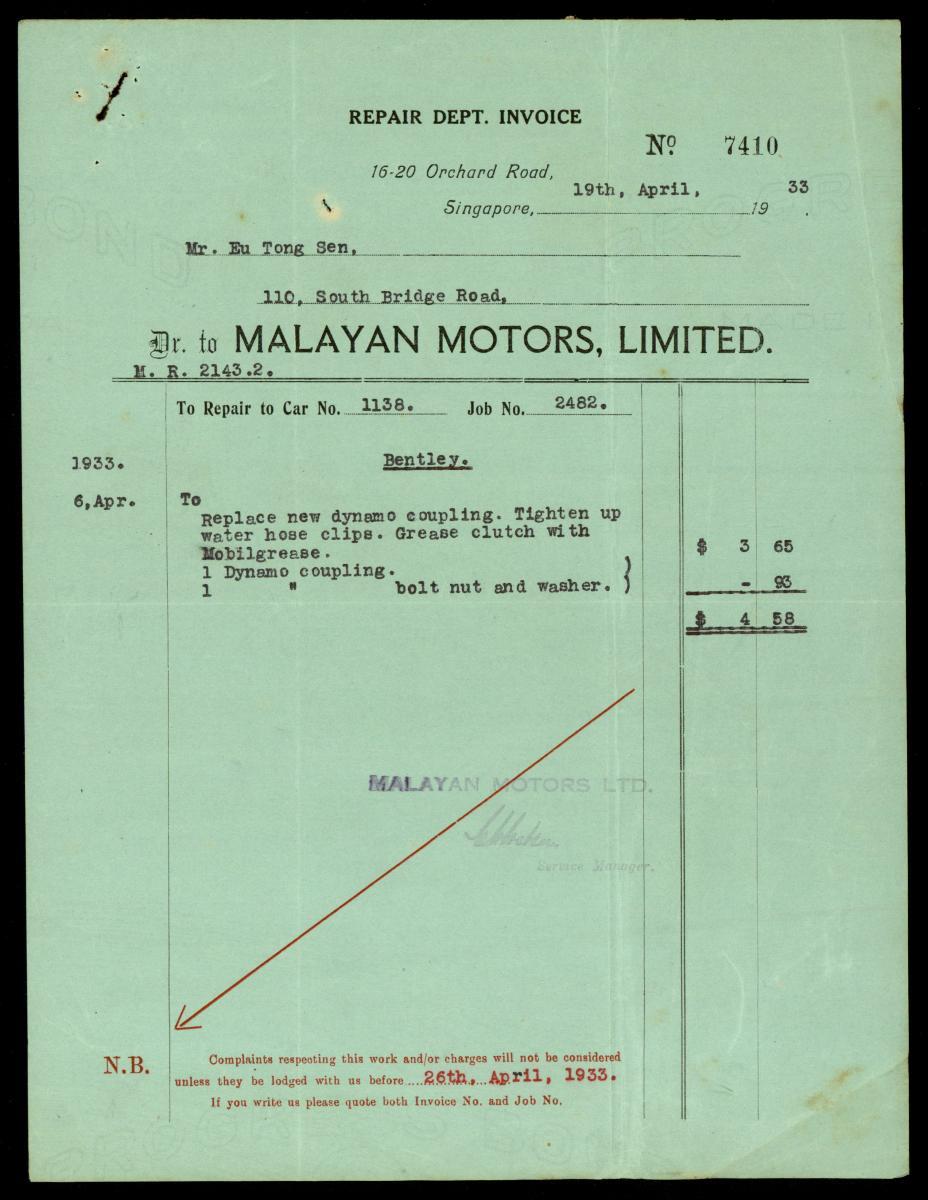 REPAIR DEPT. INVOICE
No. 7410
16-20 Orchard Road,
Singapore, 19th, April, 1933.
Mr. Eu Tong Sen,
110, South Bridge Road,
Dr. to MALAYAN MOTORS, LIMITED.
M. R. 2143.2.
To Repair to Car No. 1138. Job No. 2482.
1933. Bentley.
6,Apr. To
Replace new dynamo coupling. Tighten up
water hose clips. Grease clutch with
Mobilgrease. $ 3 65
1 Dynamo coupling.
1 " bolt nut and washer. } - 93
$ 4 58
MALAYAN MOTORS LTD.
Service Manager.
N.B. Complaints respecting this work and/or charges will not be considered
unless they be lodged with us before 26th, April, 1933.
If you write us please quote both Invoice No. and Job No.